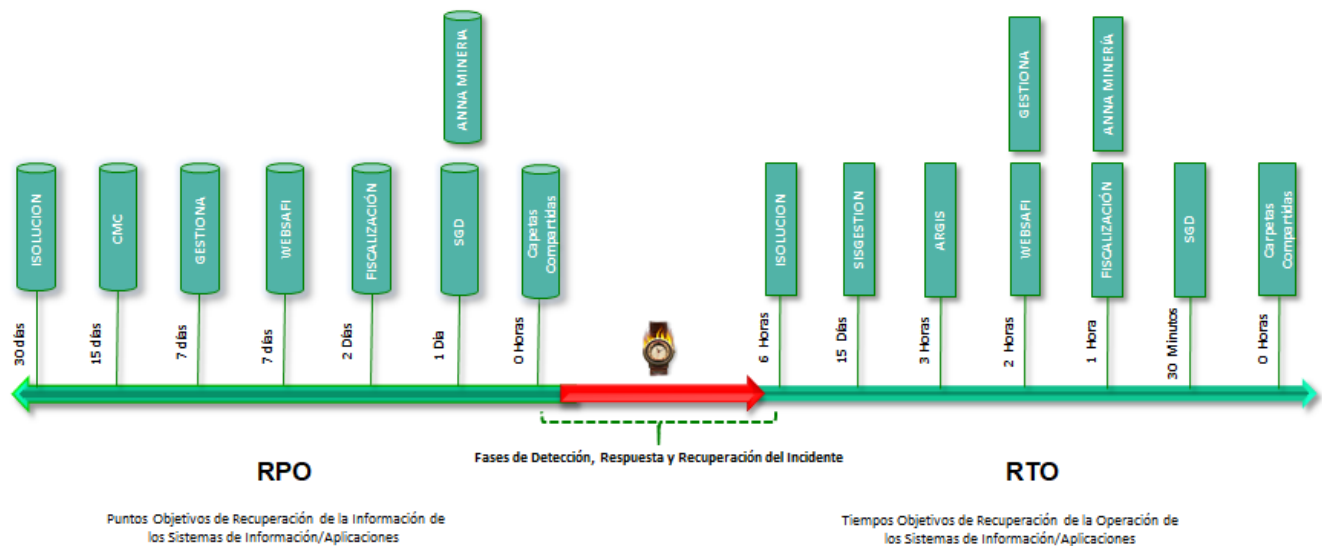 ANNA MINERIA
GESTIONA
ANNA MINERÍA
ISOLUCION
CMC
GESTIONA
WEBSAFI
FISCALIZACIÓN
SGD
Capetas
Compartidas
ISOLUCION
SISGESTION
ARGIS
WEBSAFI
FISCALIZACIÓN
SGD
Carpetas
Compartidas
30 días
15 días
7 días
7 días
2 Días
1 Día
0 Horas
6 Horas
15 Días
3 Horas
2 Horas
1 Hora
30 Minutos
0 Horas
Fases de Detección, Respuesta y Recuperación del Incidente
RPO
RTO
Puntos Objetivos de Recuperación de la Información de
los Sistemas de Información/Aplicaciones
Tiempos Objetivos de Recuperación de la Operación de
los Sistemas de Información/Aplicaciones